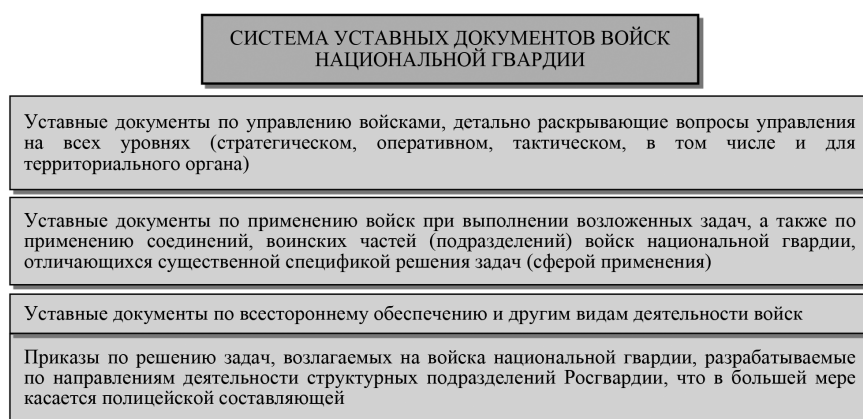 СИСТЕМА УСТАВНЫХ ДОКУМЕНТОВ ВОЙСК
НАЦИОНАЛЬНОЙ ГВАРДИИ
Уставные документы по управлению войсками, детально раскрывающие вопросы управления
на всех уровнях (стратегическом, оперативном, тактическом, в том числе и для
территориального органа)
Уставные документы по применению войск при выполнении возложенных задач, а также по
применению соединений, воинских частей (подразделений) войск национальной гвардии,
отличающихся существенной спецификой решения задач (сферой применения)
Уставные документы по всестороннему обеспечению и другим видам деятельности войск
Приказы по решению задач, возлагаемых на войска национальной гвардии, разрабатываемые
по направлениям деятельности структурных подразделений Росгвардии, что в большей мере
касается полицейской составляющей